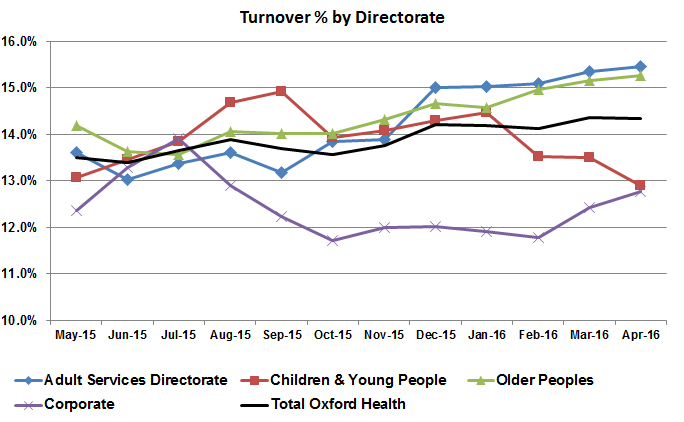 Turnover % by Directorate
16.0%
15.0%
14.0%
13.0%
12.0%
11.0%
10.0%
May-15 Jun-15 Jul-15 Aug-15 Sep-15 Oct-15 Nov-15 Dec-15 Jan-16 Feb-16 Mar-16 Apr-16
Adult Services Directorate Children & Young People Older Peoples
Corporate Total Oxford Health